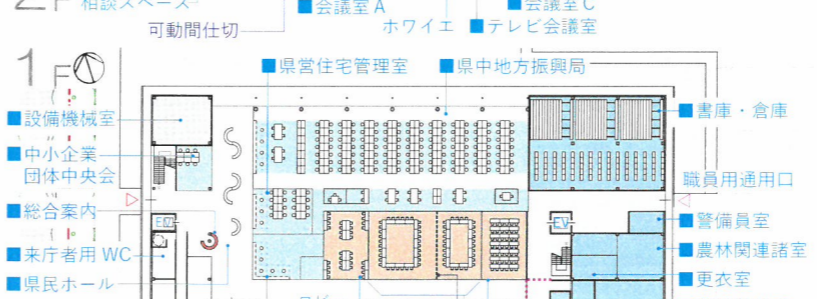 相談スペース
会議室A
会議室C
可動間仕切
ホワイエ
テレビ会議室
1F
県営住宅管理室
県中地方振興局
設備機械室
書庫・倉庫
中小企業
団体中央会
職員用通用口
総合案内
EV
EV
警備員室
来庁者用WC
農林関連諸室
県民ホール
更衣室